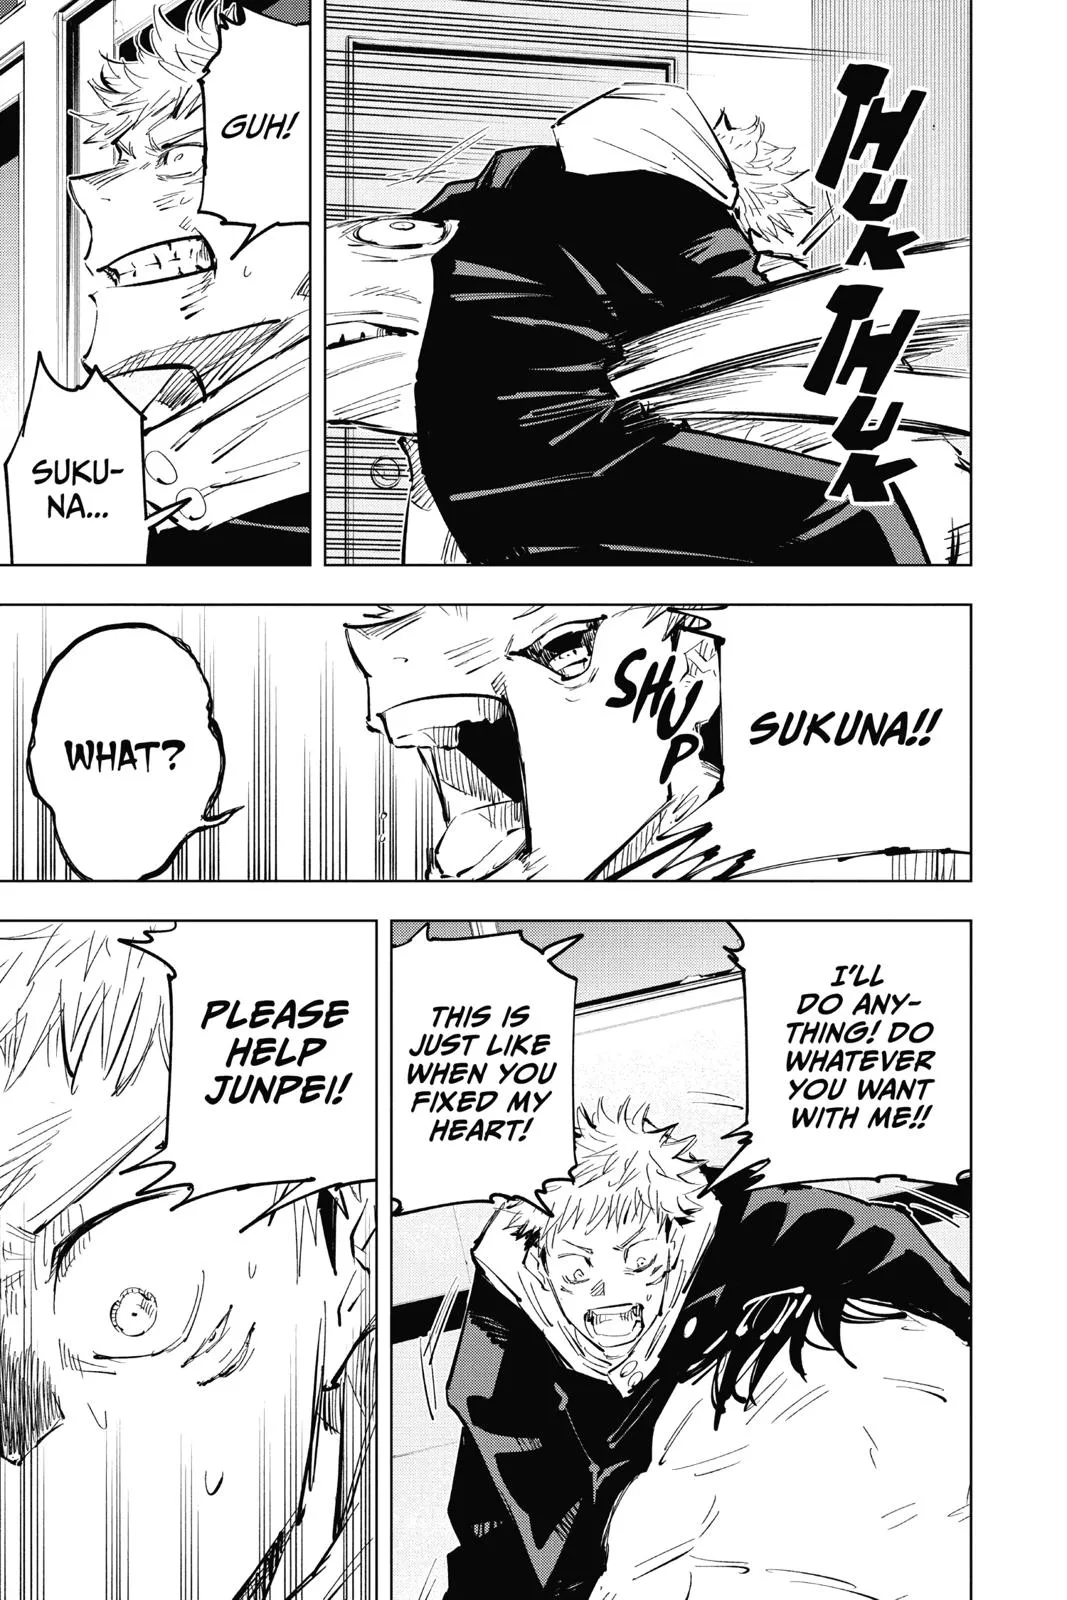 THUK
THUK
GUH!
SUKU-
NA...
SUKUNA!!
SHUP
WHAT?
I'LL
DO ANY-
THING! DO
WHATEVER
YOU WANT
WITH ME!!
THIS IS
JUST LIKE
WHEN YOU
FIXED MY
HEART!
PLEASE
HELP
JUNPEI!